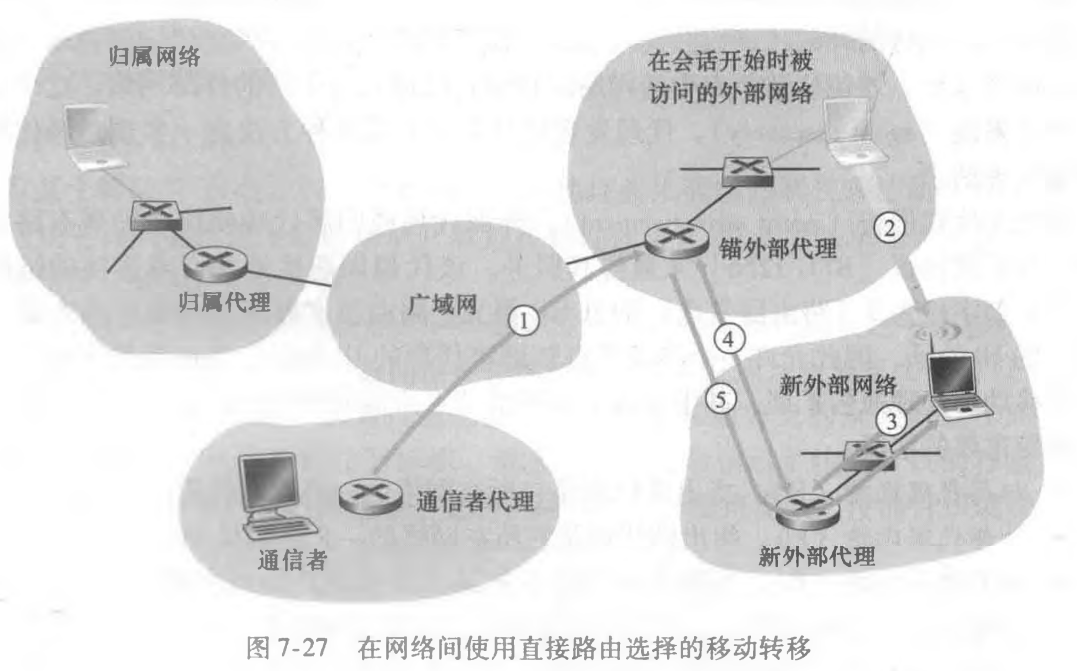 归属网络
在会话开始时被
访问的外部网络
②
锚外部代理
归属代理
广域网
①
④
新外部网络
⑤
③
通信者代理
通信者
新外部代理
图 7-27 在网络间使用直接路由选择的移动转移